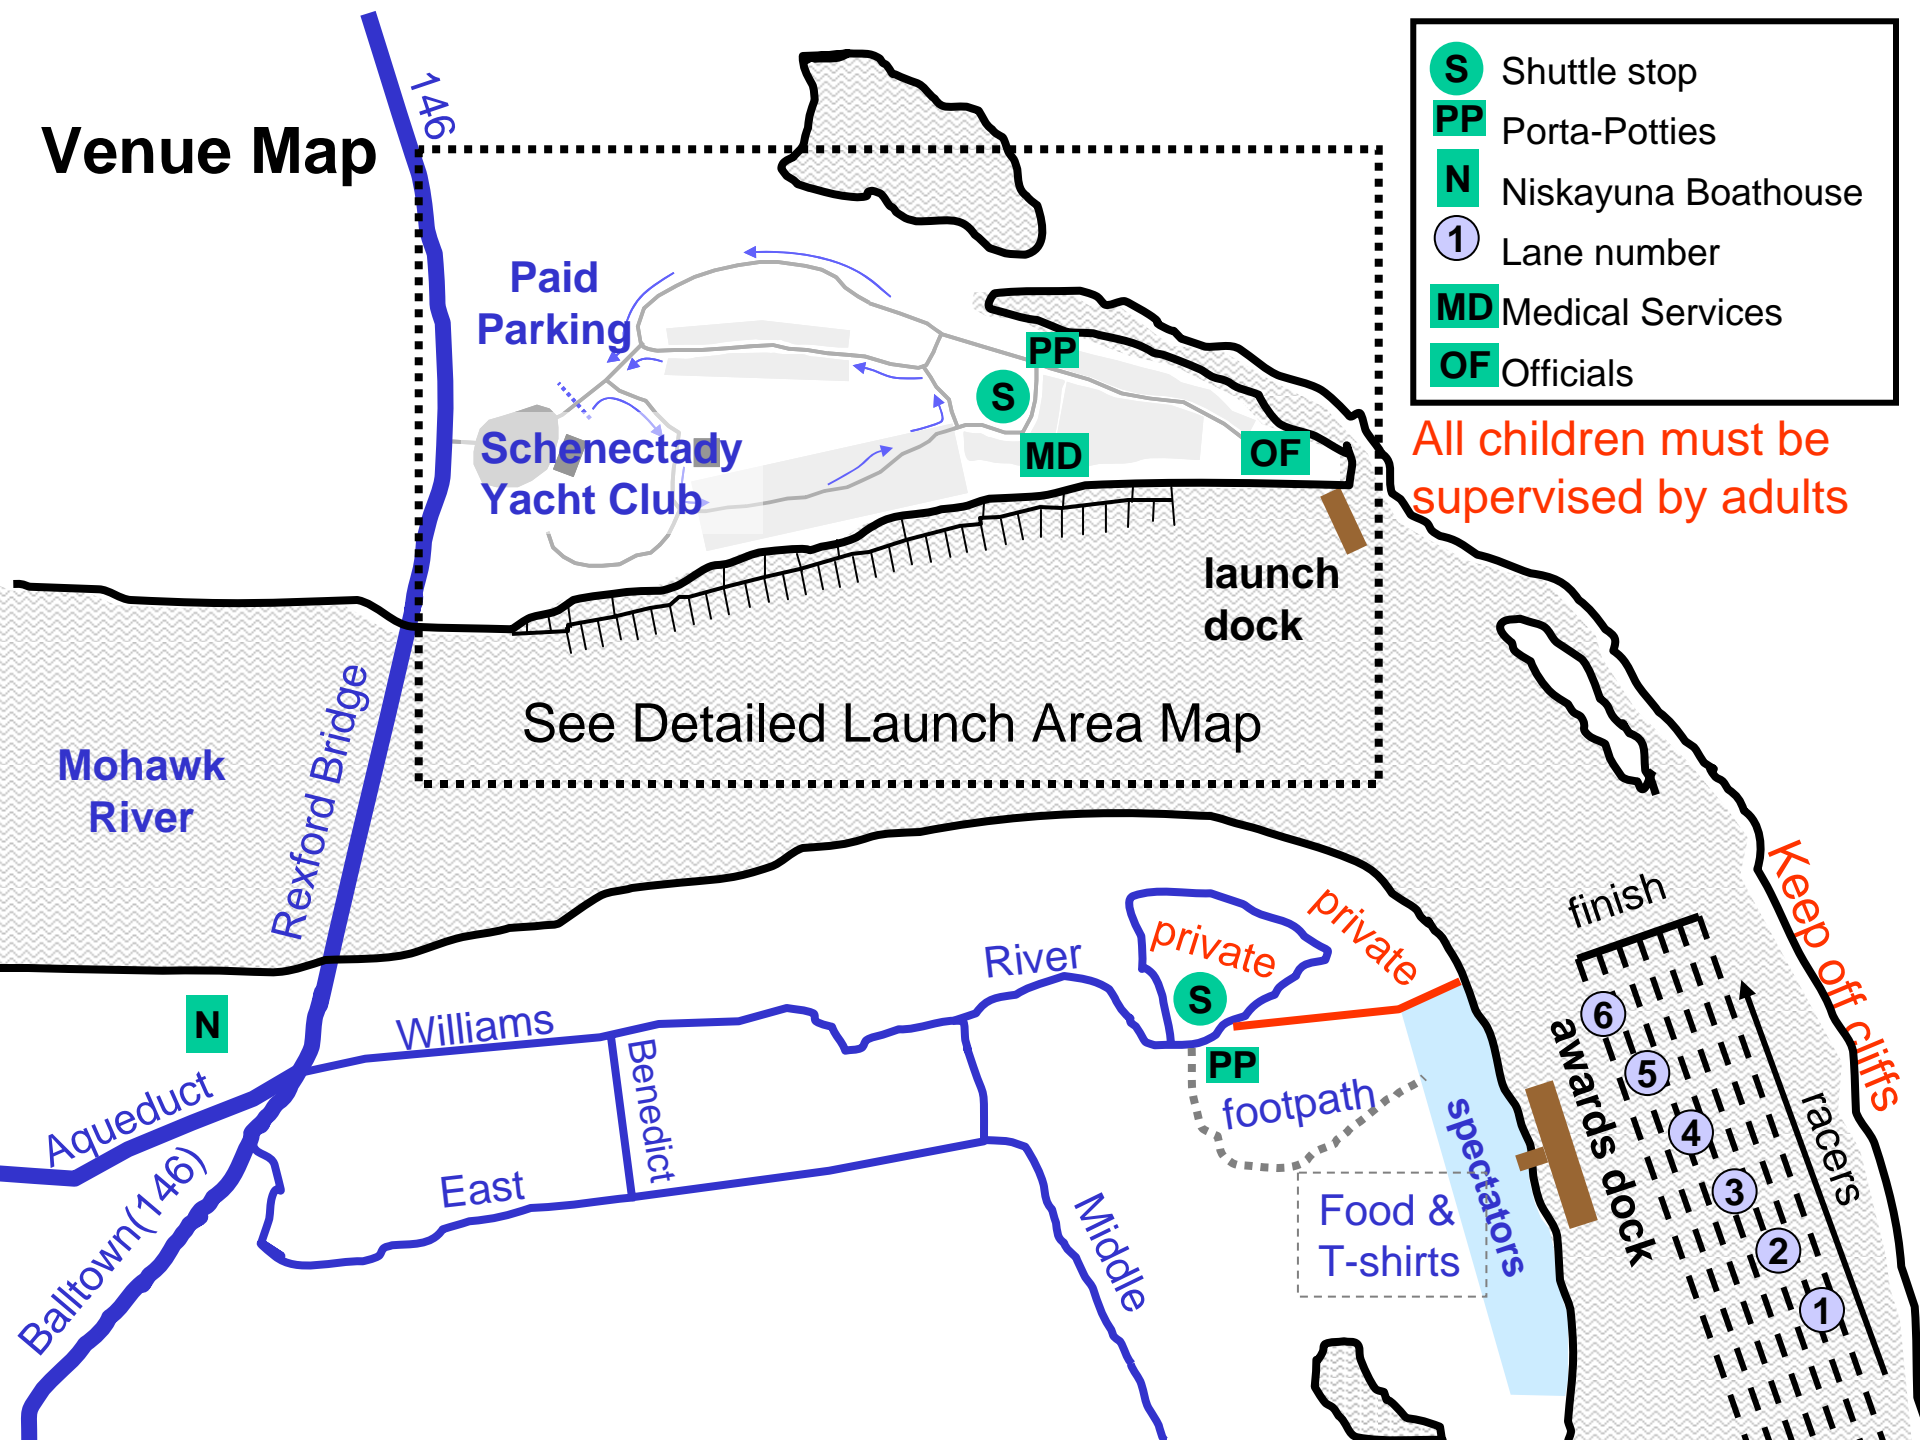 Venue Map
146
S Shuttle stop
PP Porta-Potties
N Niskayuna Boathouse
1 Lane number
MD Medical Services
OF Officials
All children must be
supervised by adults
Paid
Parking
PP
S
MD
OF
Schenectady
Yacht Club
launch
dock
See Detailed Launch Area Map
Mohawk
River
Rexford Bridge
Keep off cliffs
finish
private
private
River
S
PP
footpath
N
Williams
Benedict
Aqueduct
Balltown(146)
East
Middle
Food &
T-shirts
spectators
awards dock
racers
6
5
4
3
2
1